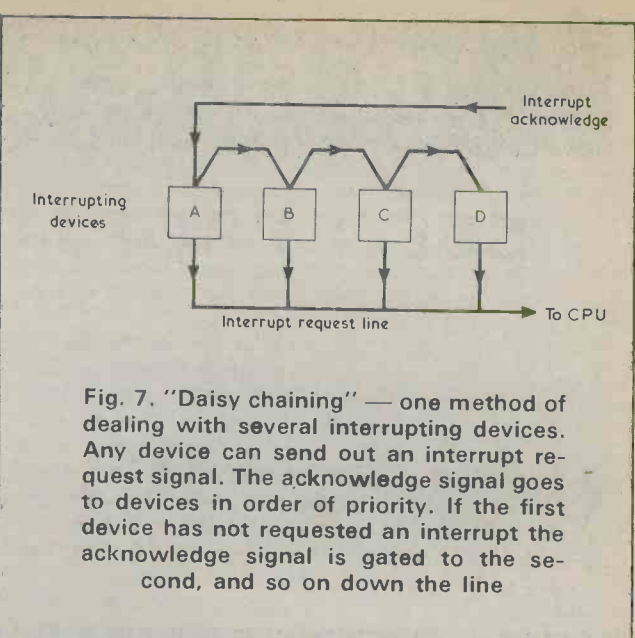 Interrupt
acknowledge
Interrupting
devices
A
B
C
D
To CPU
Interrupt request line
Fig. 7. "Daisy chaining" — one method of
dealing with several interrupting devices.
Any device can send out an interrupt re-
quest signal. The acknowledge signal goes
to devices in order of priority. If the first
device has not requested an interrupt the
acknowledge signal is gated to the se-
cond, and so on down the line